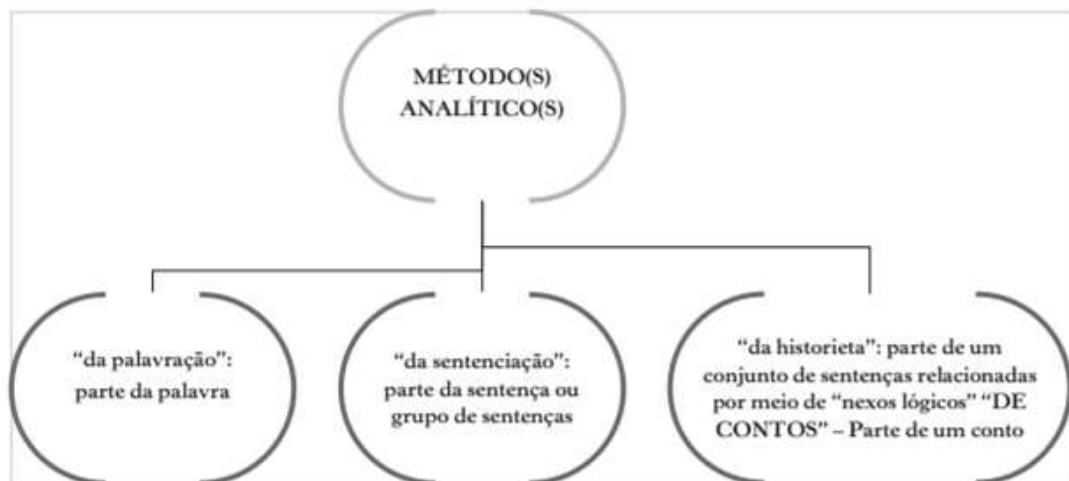 MÉTODO(S)
ANALÍTICO(S)
“da palavração”:
parte da palavra
“da sentenciação”:
parte da sentença ou
grupo de sentenças
“da historieta”: parte de um
conjunto de sentenças relacionadas
por meio de “nexos lógicos” “DE
CONTOS” – Parte de um conto